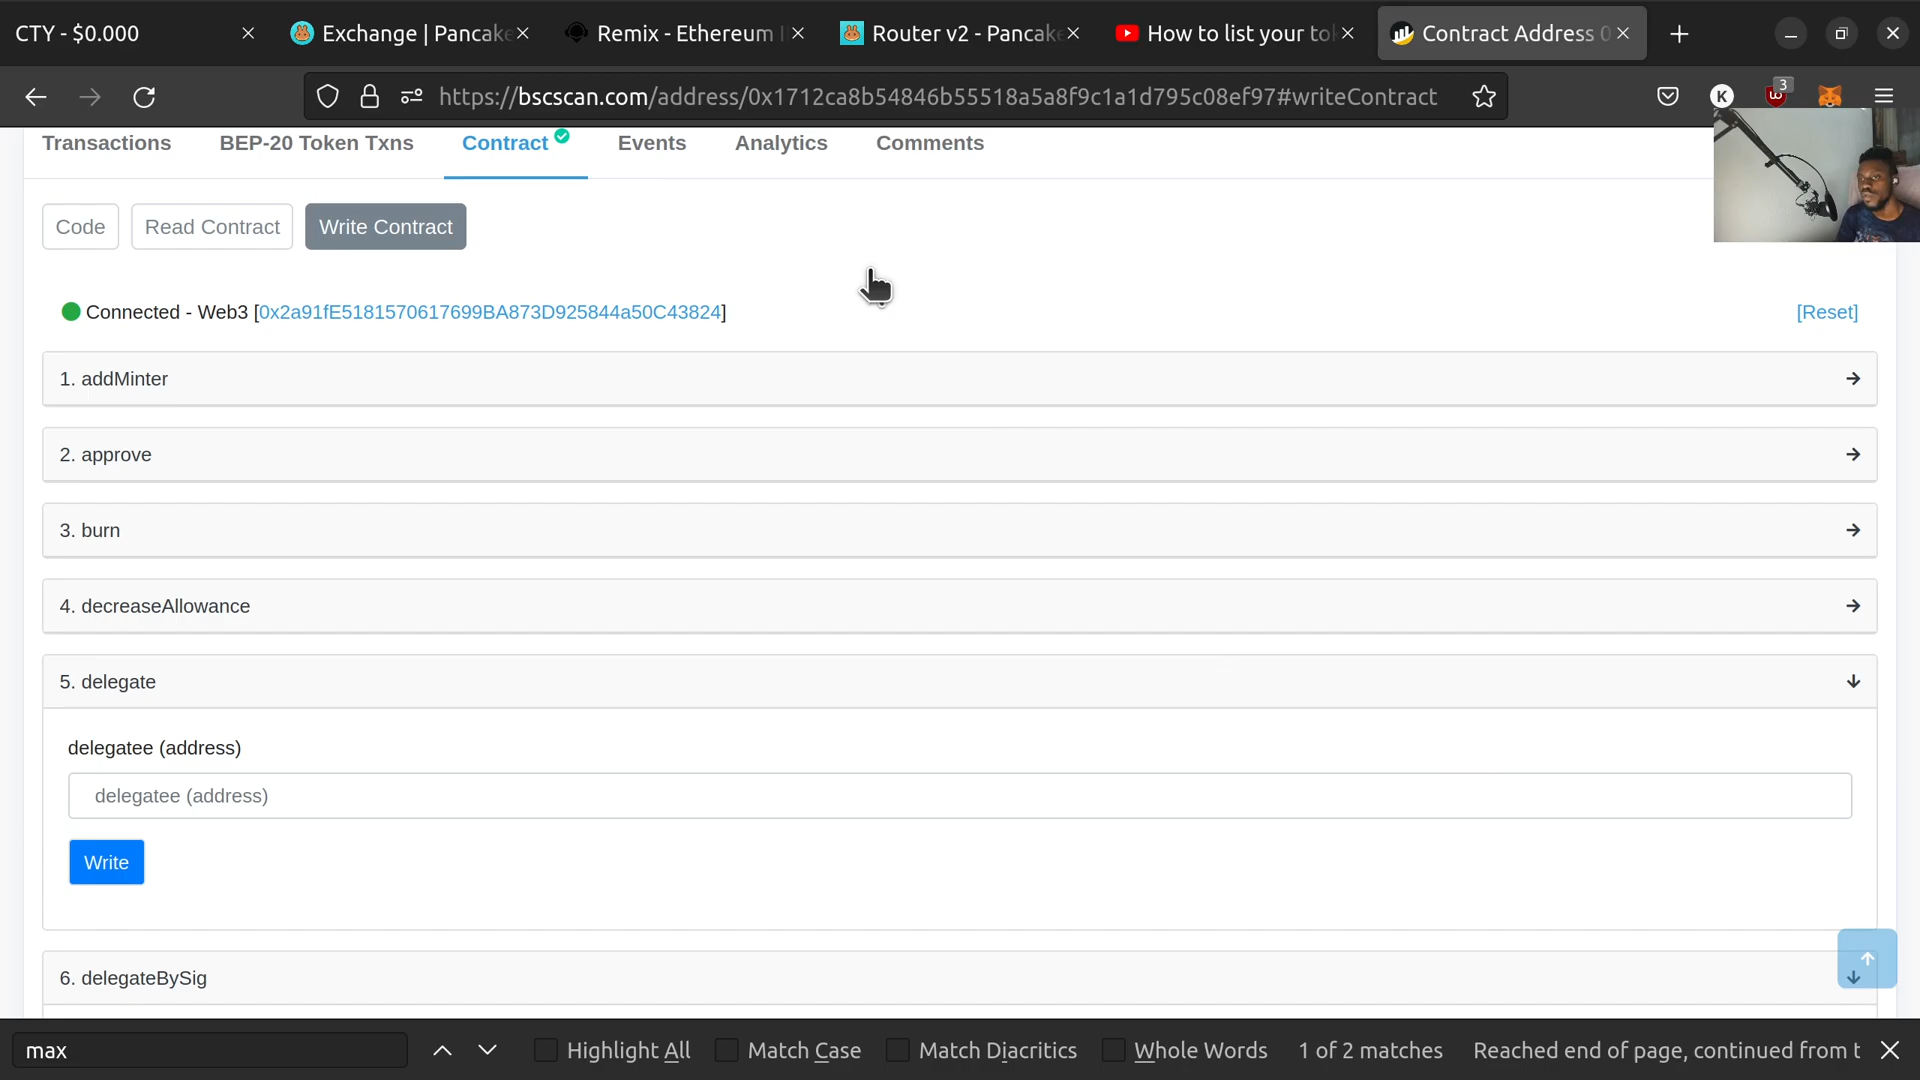 CTY - $0.000
Exchange | Pancake
Remix - Ethereum I
Router v2 - Pancake
How to list your tok
Contract Address 0
https://bscscan.com/address/0x1712ca8b54846b55518a5a8f9c1a1d795c08ef97#writeContract
K
3
Transactions
BEP-20 Token Txns
Contract
Events
Analytics
Comments
Code
Read Contract
Write Contract
Connected - Web3 [0x2a91fE5181570617699BA873D925844a50C43824]
[Reset]
1. addMinter
2. approve
3. burn
4. decreaseAllowance
5. delegate
delegatee (address)
delegatee (address)
Write
6. delegateBySig
max
Highlight All
Match Case
Match Diacritics
Whole Words
1 of 2 matches
Reached end of page, continued from t